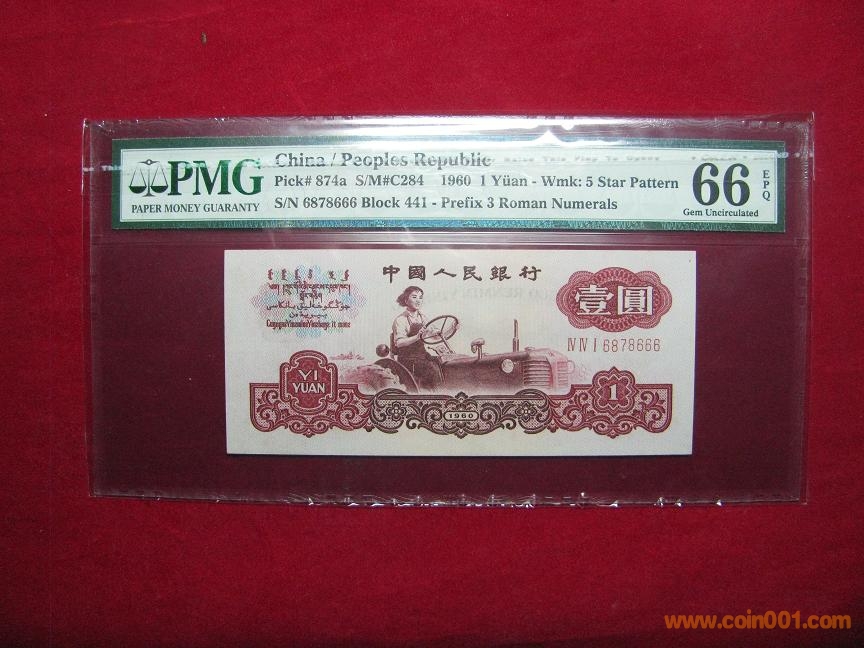 China / Peoples Republic
PMG
PAPER MONEY GUARANTY
Pick# 874a S/M#C284 1960 1 Yüan - Wmk: 5 Star Pattern
S/N 6878666 Block 441 - Prefix 3 Roman Numerals
66
EPQ
Gem Uncirculated
中國人民銀行
壹圓
Ⅳ Ⅳ Ⅰ 6878666
YI
YUAN
1960
1
www.coin001.com